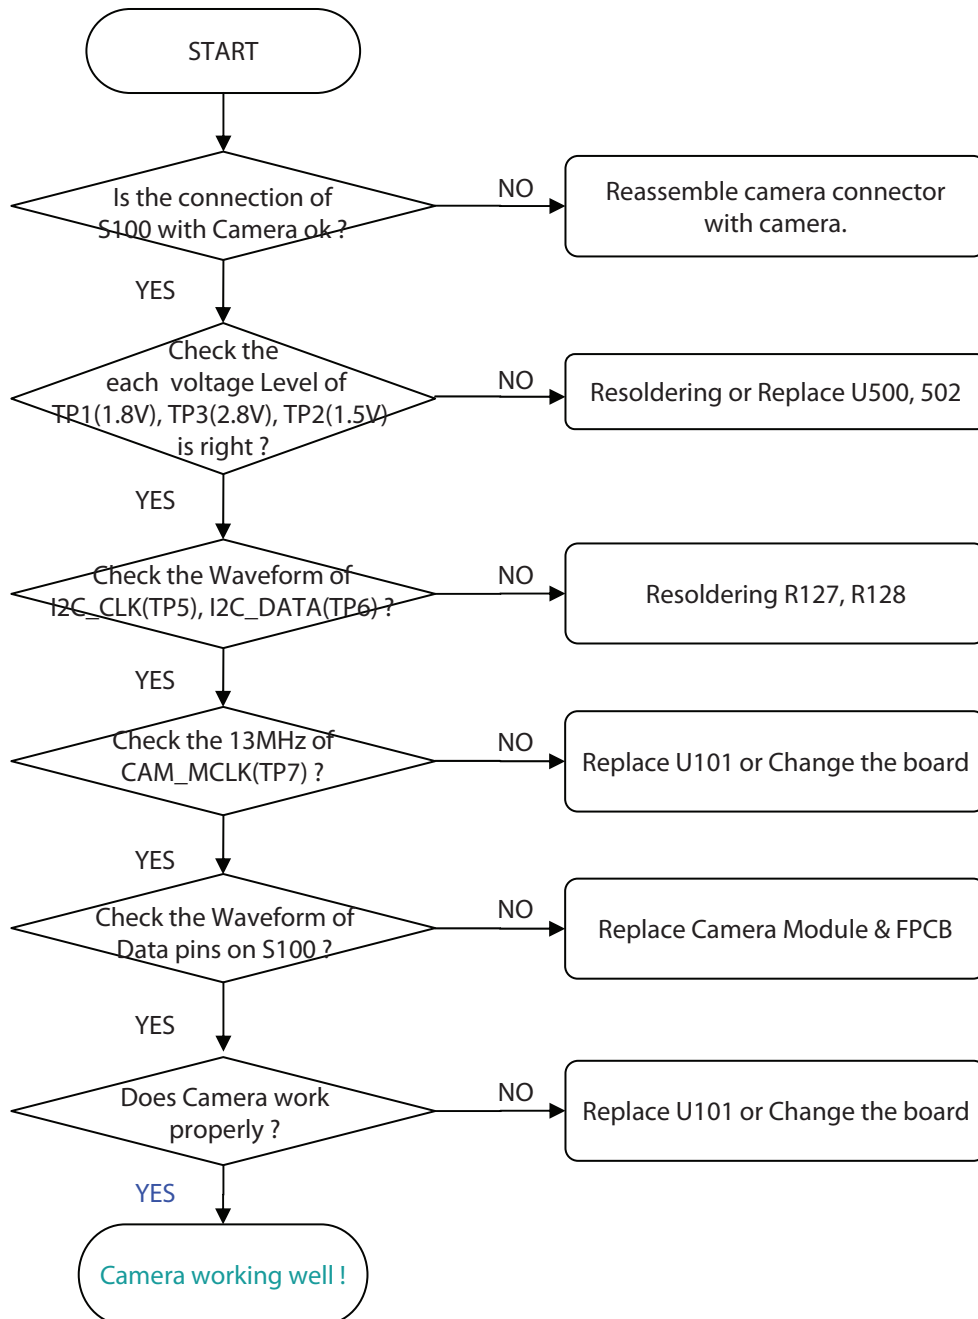 START
Is the connection of
S100 with Camera ok ?
NO
Reassemble camera connector
with camera.
YES
Check the
each voltage Level of
TP1(1.8V), TP3(2.8V), TP2(1.5V)
is right ?
NO
Resoldering or Replace U500, 502
YES
Check the Waveform of
I2C_CLK(TP5), I2C_DATA(TP6) ?
NO
Resoldering R127, R128
YES
Check the 13MHz of
CAM_MCLK(TP7) ?
NO
Replace U101 or Change the board
YES
Check the Waveform of
Data pins on S100 ?
NO
Replace Camera Module & FPCB
YES
Does Camera work
properly ?
NO
Replace U101 or Change the board
YES
Camera working well !